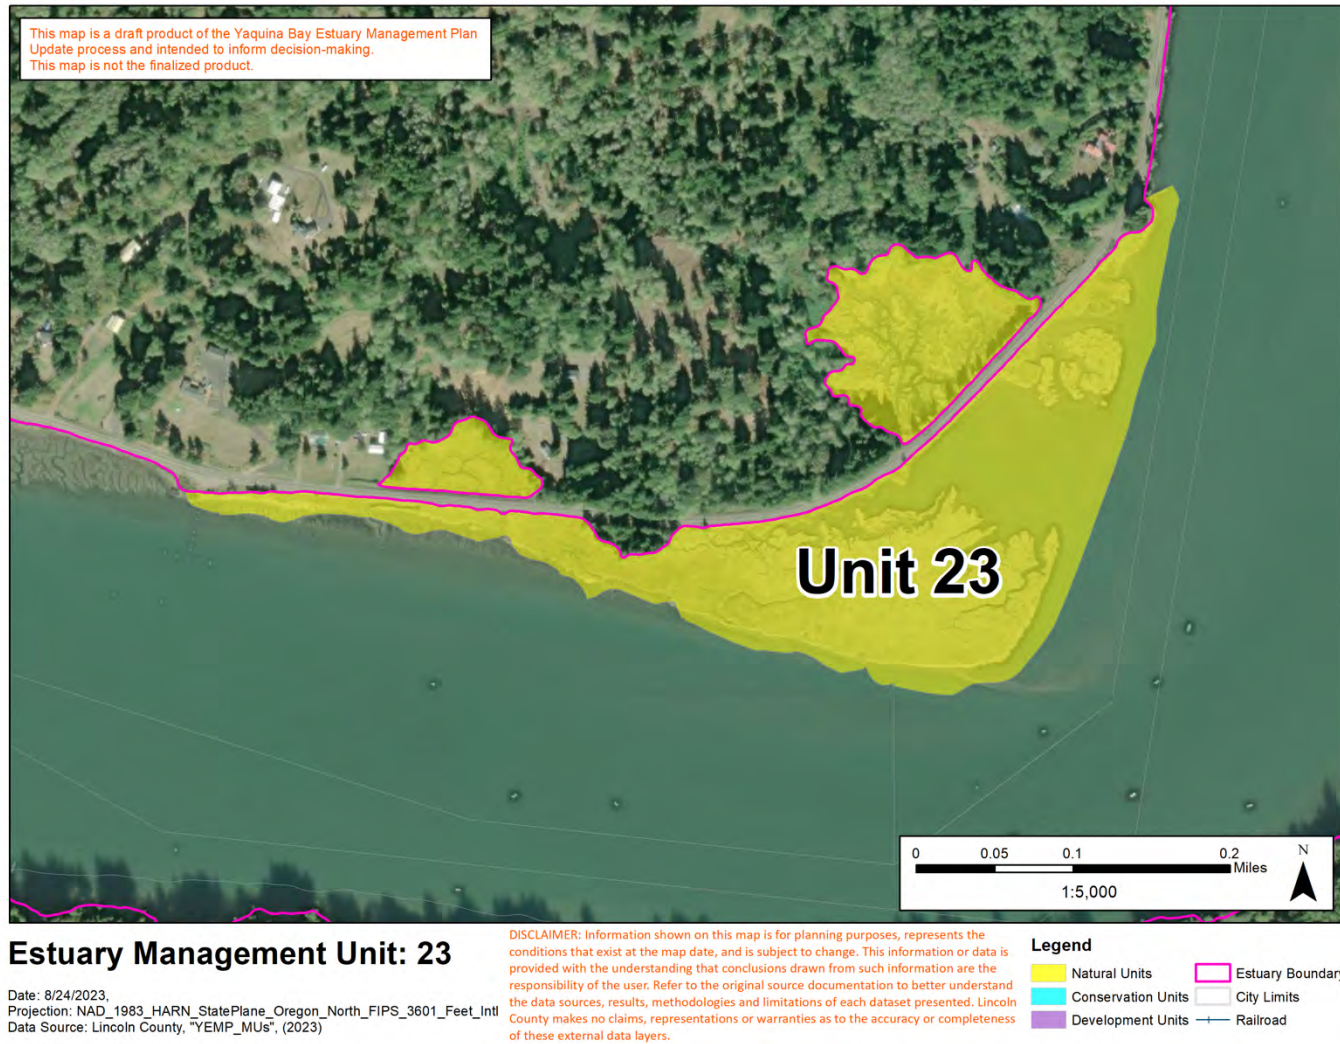 This map is a draft product of the Yaquina Bay Estuary Management Plan
Update process and intended to inform decision-making.
This map is not the finalized product.
Unit 23
0 0.05 0.1 0.2
Miles
N
1:5,000
Estuary Management Unit: 23
Date: 8/24/2023,
Projection: NAD_1983_HARN_StatePlane_Oregon_North_FIPS_3601_Feet_Intl
Data Source: Lincoln County, "YEMP_MUs", (2023)
DISCLAIMER: Information shown on this map is for planning purposes, represents the
conditions that exist at the map date, and is subject to change. This information or data is
provided with the understanding that conclusions drawn from such information are the
responsibility of the user. Refer to the original source documentation to better understand
the data sources, results, methodologies and limitations of each dataset presented. Lincoln
County makes no claims, representations or warranties as to the accuracy or completeness
of these external data layers.
Legend
Natural Units
Conservation Units
Development Units
Estuary Boundary
City Limits
Railroad